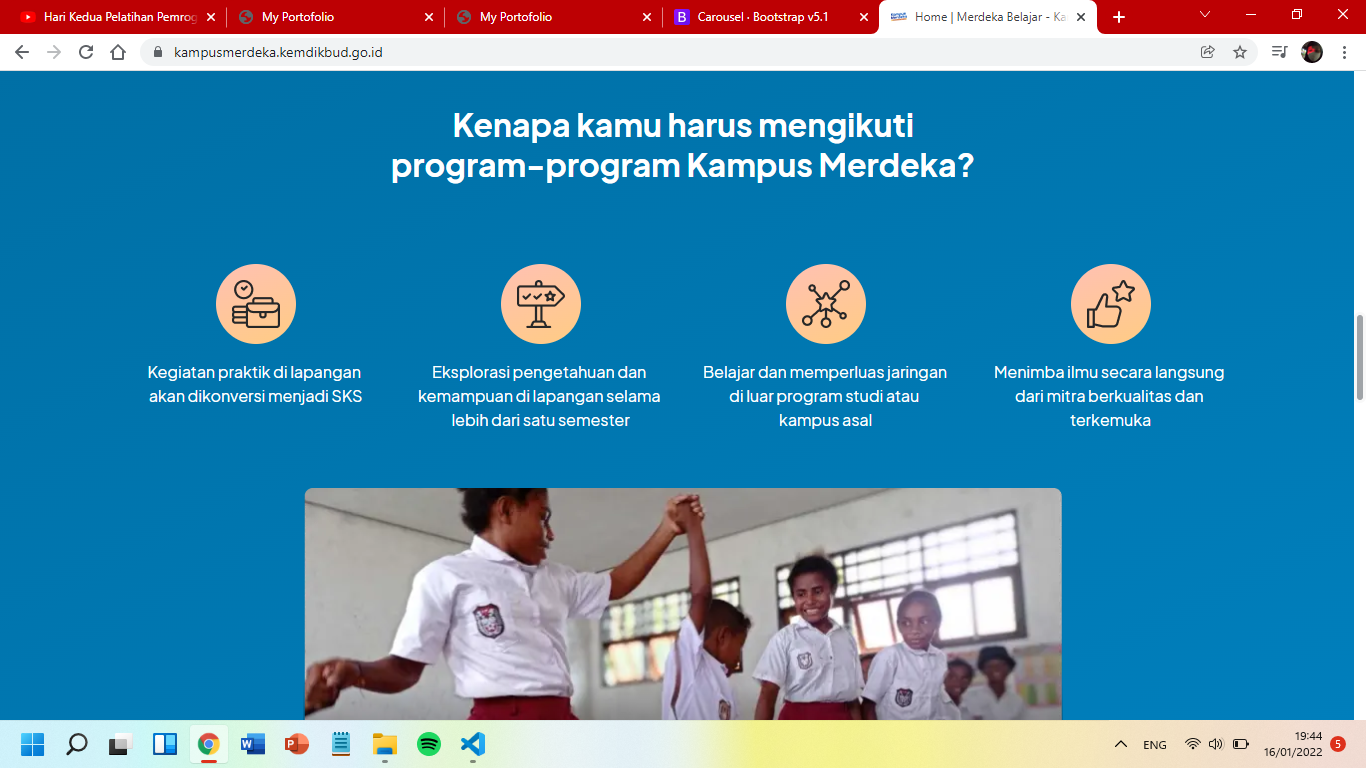 Hari Kedua Pelatihan Pemrog
My Portofolio
My Portofolio
Carousel · Bootstrap v5.1
Home | Merdeka Belajar - Ka
kampusmerdeka.kemdikbud.go.id
Kenapa kamu harus mengikuti
program-program Kampus Merdeka?
Kegiatan praktik di lapangan
akan dikonversi menjadi SKS
Eksplorasi pengetahuan dan
kemampuan di lapangan selama
lebih dari satu semester
Belajar dan memperluas jaringan
di luar program studi atau
kampus asal
Menimba ilmu secara langsung
dari mitra berkualitas dan
terkemuka
ENG
19:44
16/01/2022
5